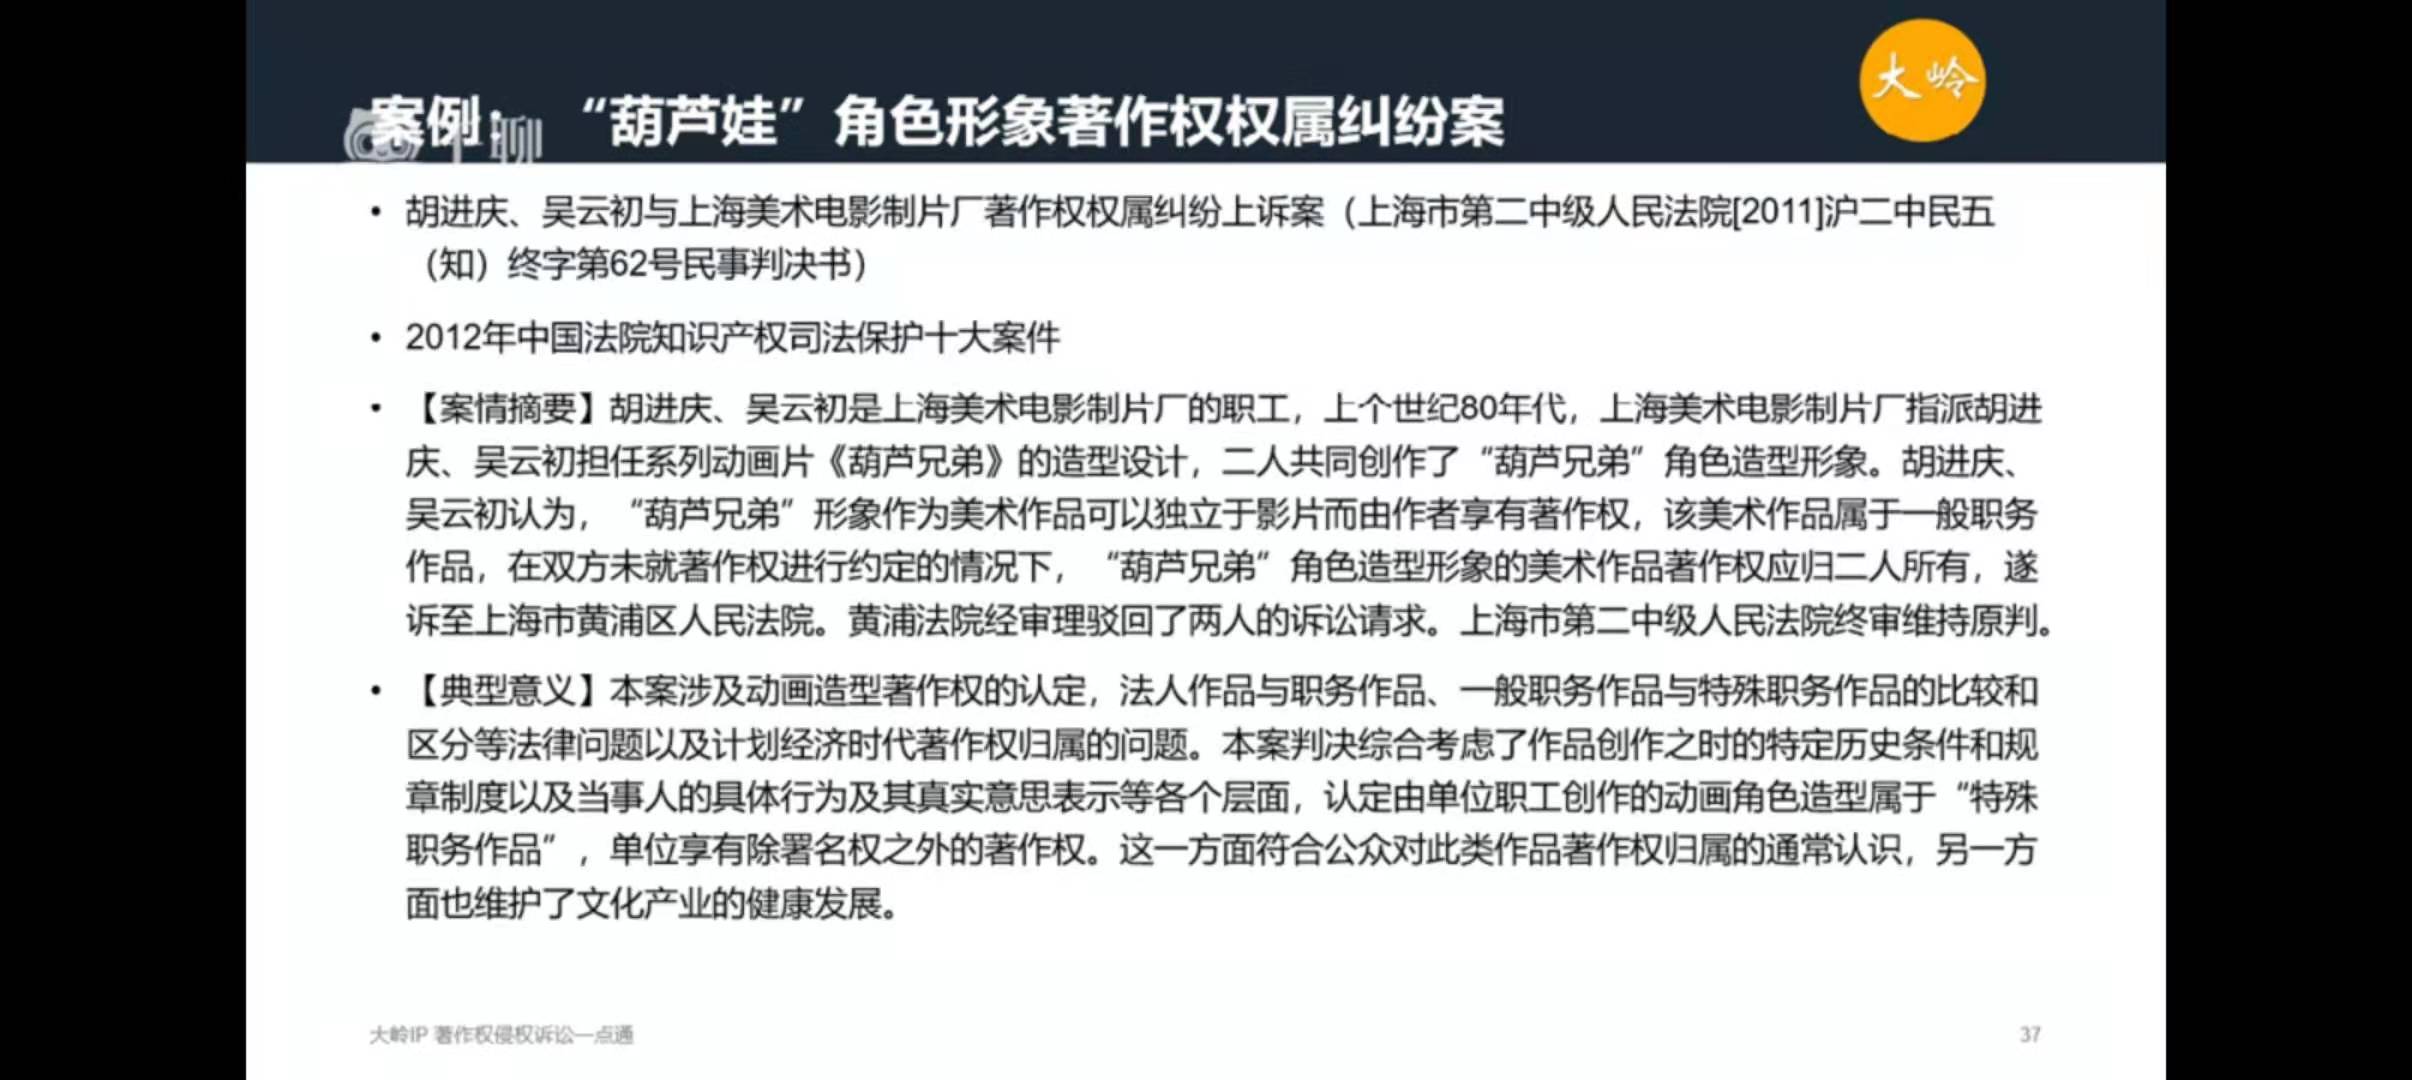 大岭
案例：“葫芦娃”角色形象著作权权属纠纷案
千聊
• 胡进庆、吴云初与上海美术电影制片厂著作权权属纠纷上诉案（上海市第二中级人民法院[2011]沪二中民五
（知）终字第62号民事判决书）
• 2012年中国法院知识产权司法保护十大案件
• 【案情摘要】胡进庆、吴云初是上海美术电影制片厂的职工，上个世纪80年代，上海美术电影制片厂指派胡进
庆、吴云初担任系列动画片《葫芦兄弟》的造型设计，二人共同创作了“葫芦兄弟”角色造型形象。胡进庆、
吴云初认为，“葫芦兄弟”形象作为美术作品可以独立于影片而由作者享有著作权，该美术作品属于一般职务
作品，在双方未就著作权进行约定的情况下，“葫芦兄弟”角色造型形象的美术作品著作权应归二人所有，遂
诉至上海市黄浦区人民法院。黄浦法院经审理驳回了两人的诉讼请求。上海市第二中级人民法院终审维持原判。
• 【典型意义】本案涉及动画造型著作权的认定，法人作品与职务作品、一般职务作品与特殊职务作品的比较和
区分等法律问题以及计划经济时代著作权归属的问题。本案判决综合考虑了作品创作之时的特定历史条件和规
章制度以及当事人的具体行为及其真实意思表示等各个层面，认定由单位职工创作的动画角色造型属于“特殊
职务作品”，单位享有除署名权之外的著作权。这一方面符合公众对此类作品著作权归属的通常认识，另一方
面也维护了文化产业的健康发展。
大岭IP 著作权侵权诉讼一点通
37